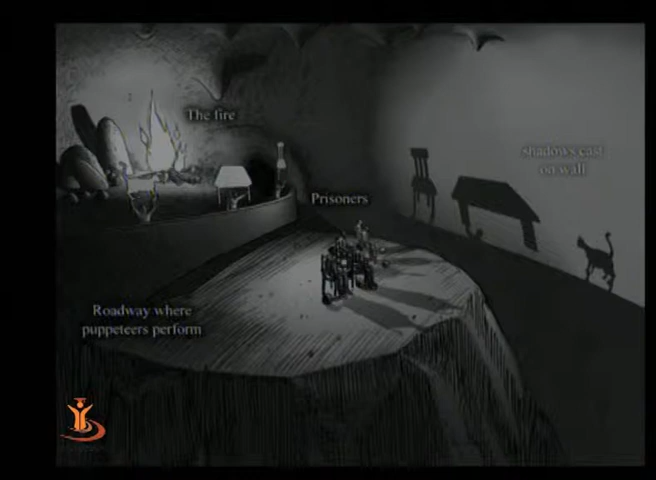 The fire
shadows cast
on wall
Prisoners
Roadway where
puppeteers perform